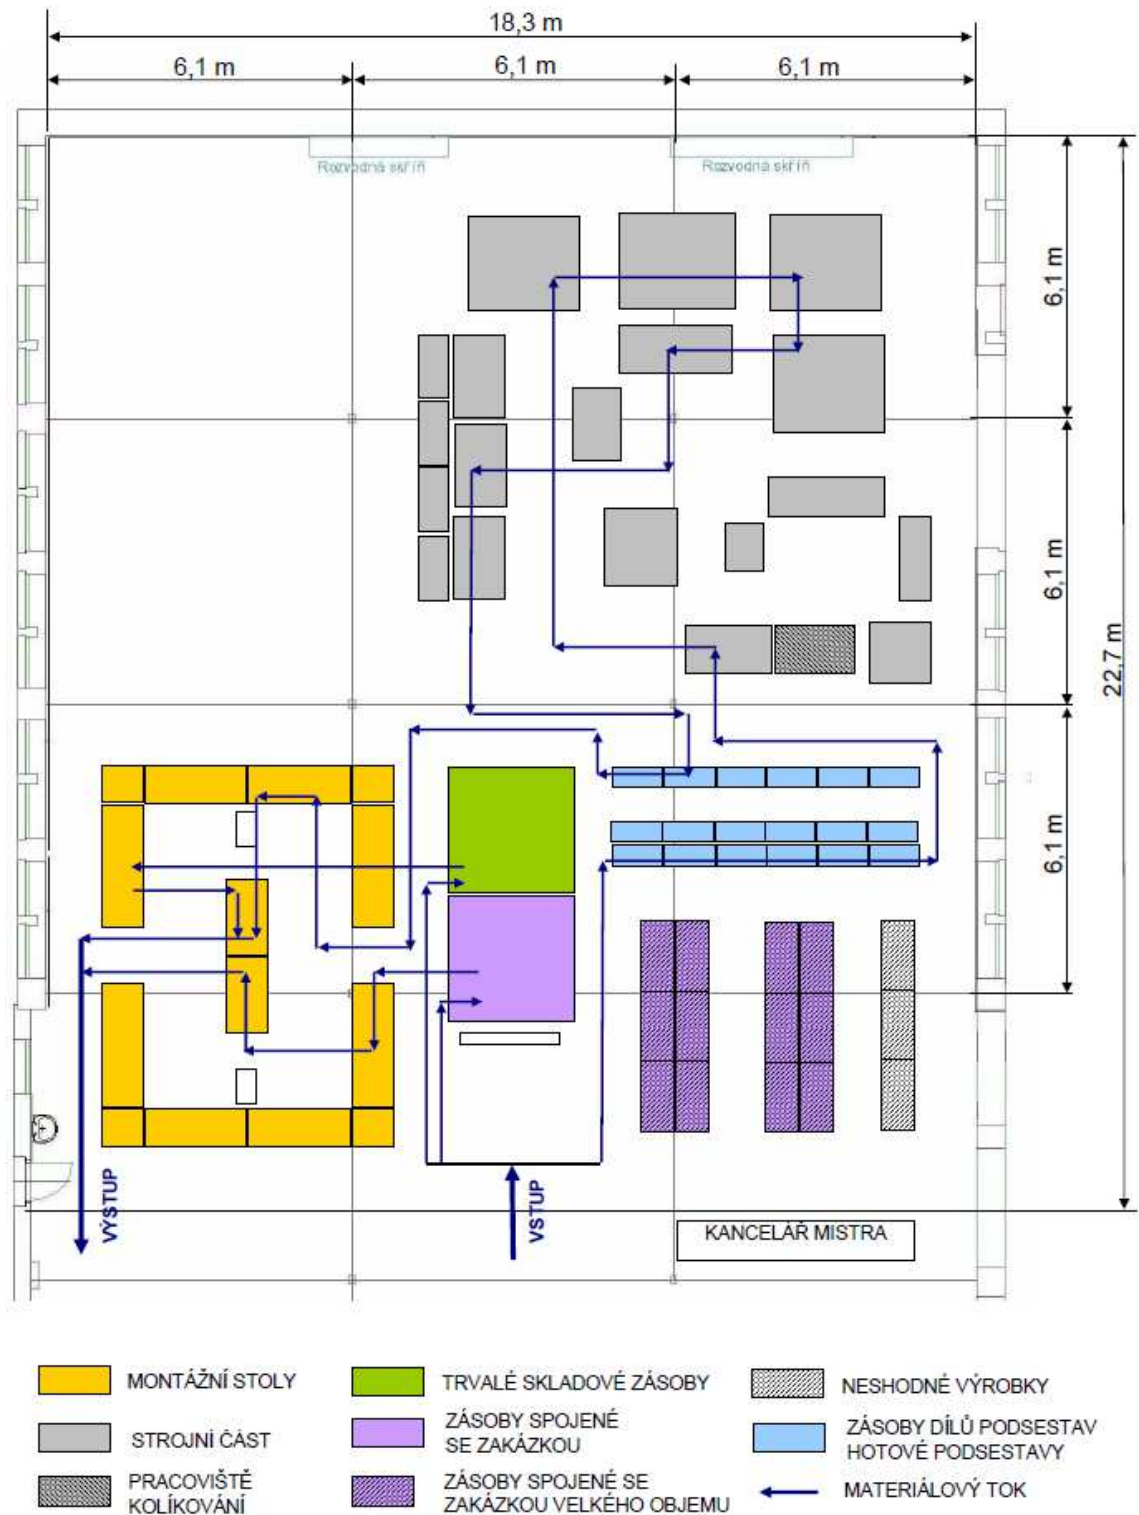 18,3 m
6,1 m
6,1 m
6,1 m
Rozvodná skříň
Rozvodná skříň
6,1 m
6,1 m
22,7 m
6,1 m
VÝSTUP
VSTUP
KANCELÁŘ MISTRA
MONTÁŽNÍ STOLY
TRVALÉ SKLADOVÉ ZÁSOBY
NESHODNÉ VÝROBKY
STROJNÍ ČÁST
ZÁSOBY SPOJENÉ
SE ZAKÁZKOU
ZÁSOBY DÍLŮ PODSESTAV
HOTOVÉ PODSESTAVY
PRACOVIŠTĚ
KOLÍKOVÁNÍ
ZÁSOBY SPOJENÉ SE
ZAKÁZKOU VELKÉHO OBJEMU
MATERIÁLOVÝ TOK